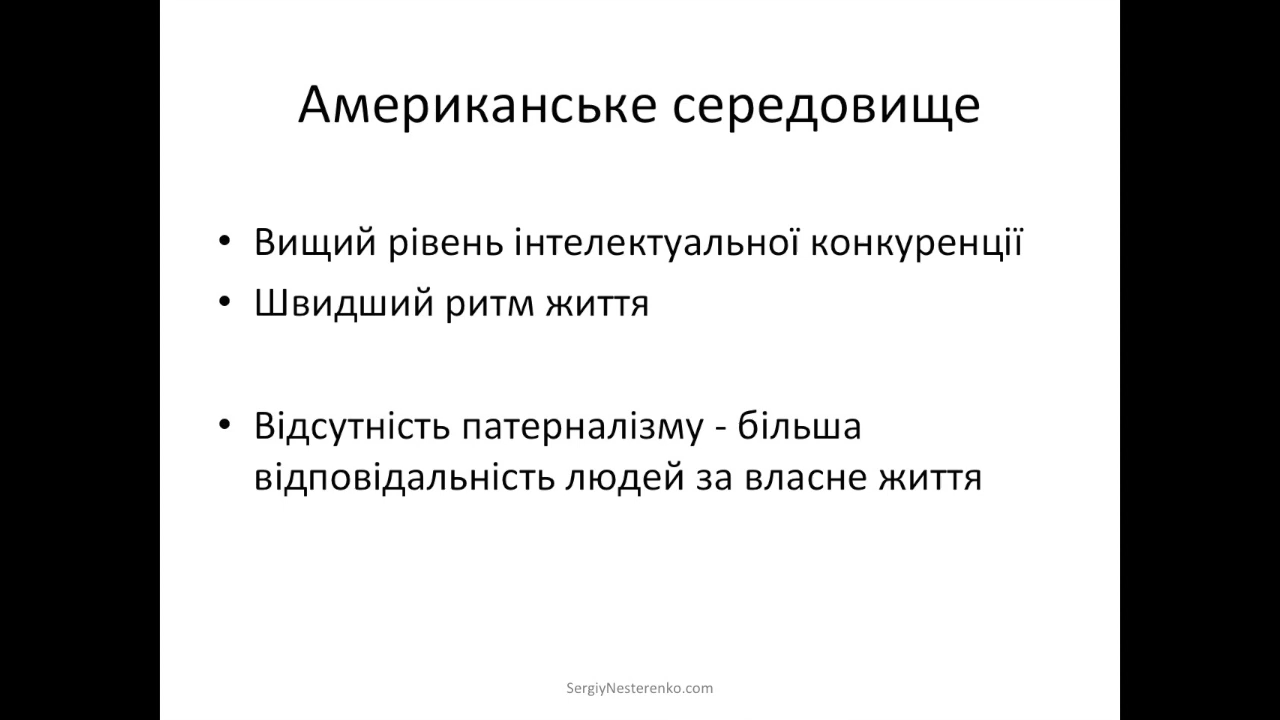 Американське середовище
• Вищий рівень інтелектуальної конкуренції
• Швидший ритм життя
• Відсутність патерналізму - більша
відповідальність людей за власне життя
SergiyNesterenko.com